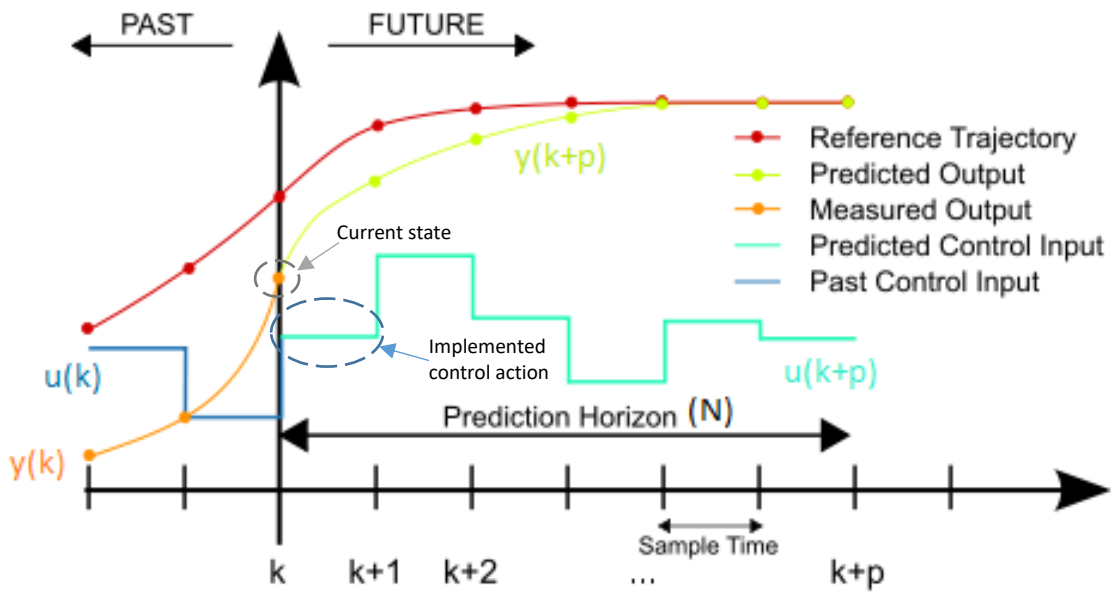 PAST
FUTURE
Reference Trajectory
Predicted Output
Measured Output
Predicted Control Input
Past Control Input
y(k+p)
Current state
Implemented
control action
u(k)
u(k+p)
Prediction Horizon (N)
y(k)
Sample Time
k
k+1
k+2
...
k+p